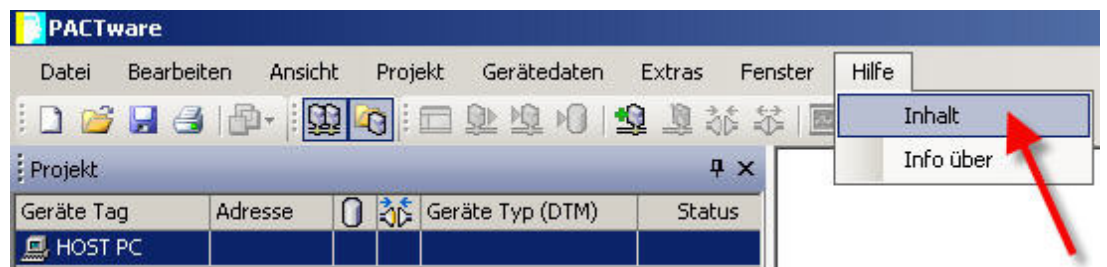 PACTware
Datei Bearbeiten Ansicht Projekt Gerätedaten Extras Fenster Hilfe
Inhalt
Info über
Projekt
Geräte Tag Adresse Geräte Typ (DTM) Status
HOST PC